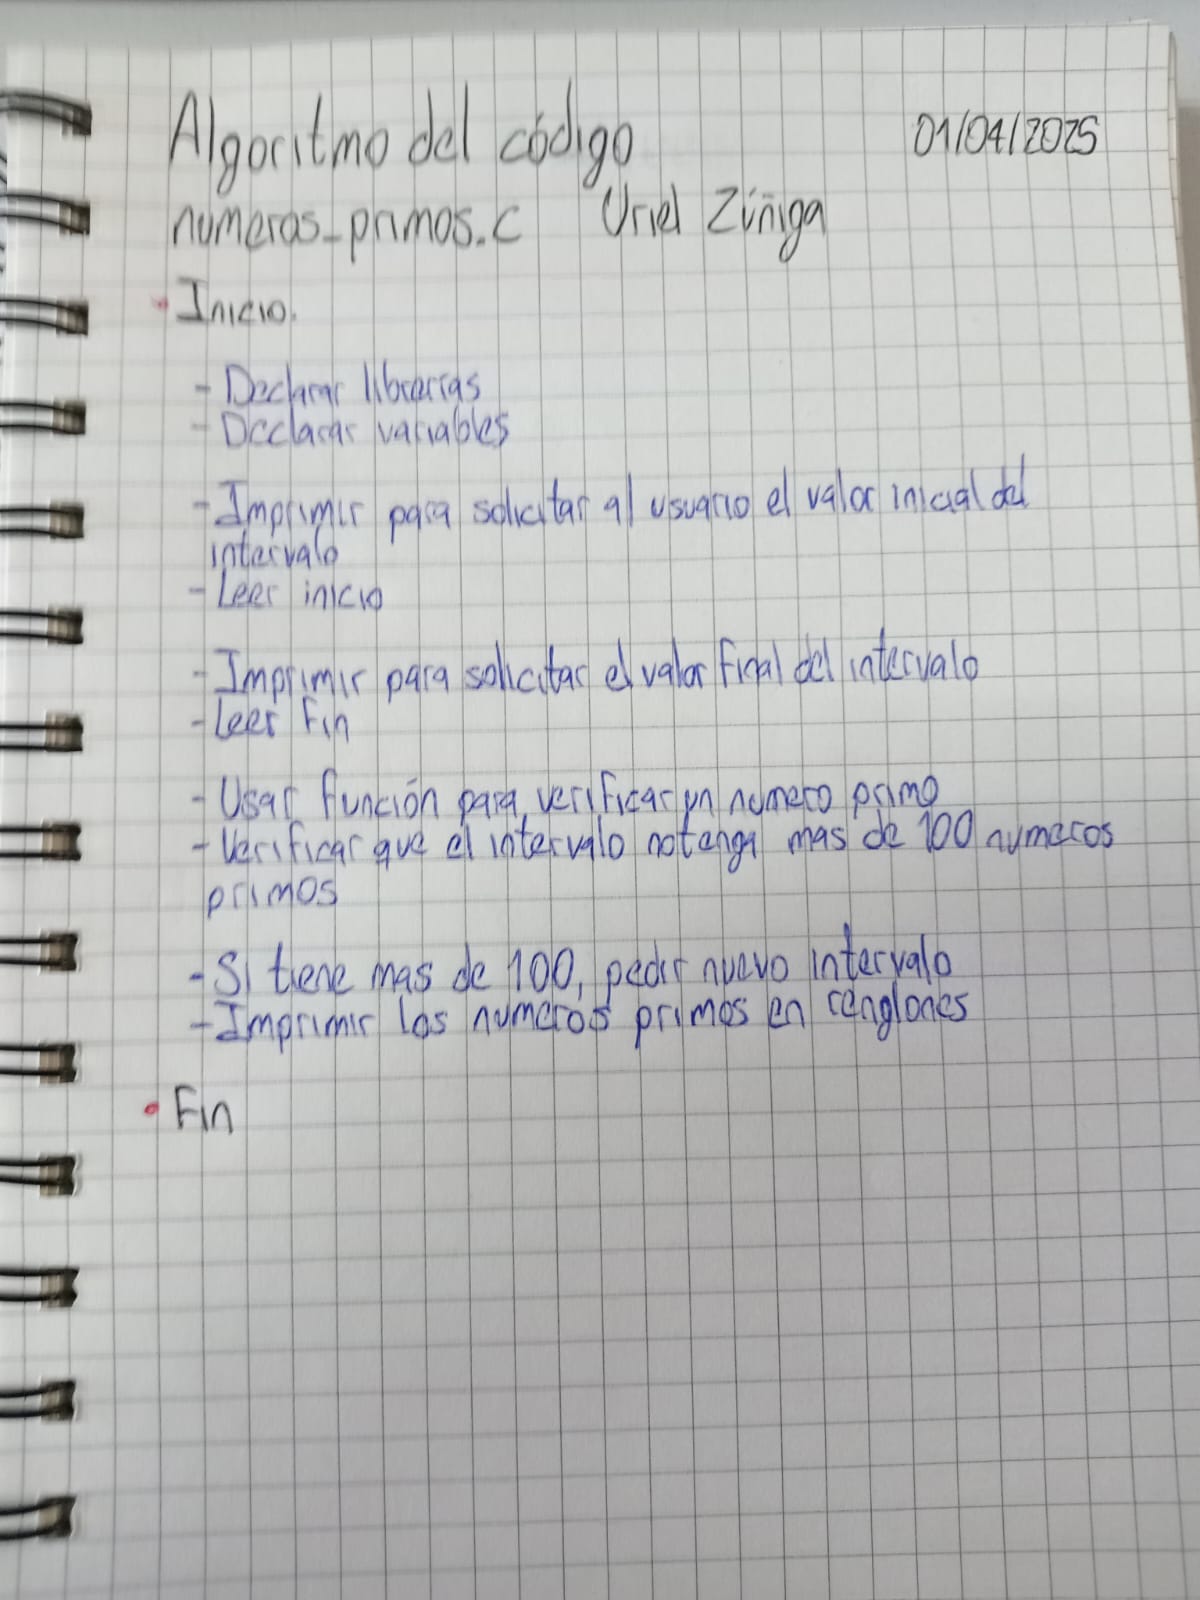 Algoritmo del código 01/04/2025
numeros_primos.c Uriel Zúñiga
• Inicio.
- Declarar librerías
- Declarar variables
- Imprimir para solicitar al usuario el valor inicial del
intervalo
- Leer inicio
- Imprimir para solicitar el valor final del intervalo
- Leer Fin
- Usar función para verificar un numero primo
- Verificar que el intervalo no tenga mas de 100 numeros
primos
- Si tiene mas de 100, pedir nuevo intervalo
- Imprimir los numeros primos en renglones
• Fin